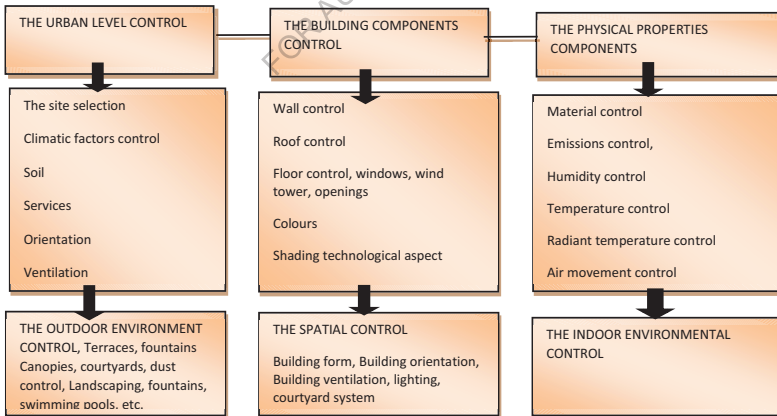 THE URBAN LEVEL CONTROL
THE BUILDING COMPONENTS
CONTROL
THE PHYSICAL PROPERTIES
COMPONENTS
The site selection
Climatic factors control
Soil
Services
Orientation
Ventilation
Wall control
Roof control
Floor control, windows, wind
tower, openings
Colours
Shading technological aspect
Material control
Emissions control,
Humidity control
Temperature control
Radiant temperature control
Air movement control
THE OUTDOOR ENVIRONMENT
CONTROL, Terraces, fountains
Canopies, courtyards, dust
control, Landscaping, fountains,
swimming pools, etc.
THE SPATIAL CONTROL
Building form, Building orientation,
Building ventilation, lighting,
courtyard system
THE INDOOR ENVIRONMENTAL
CONTROL
FOR